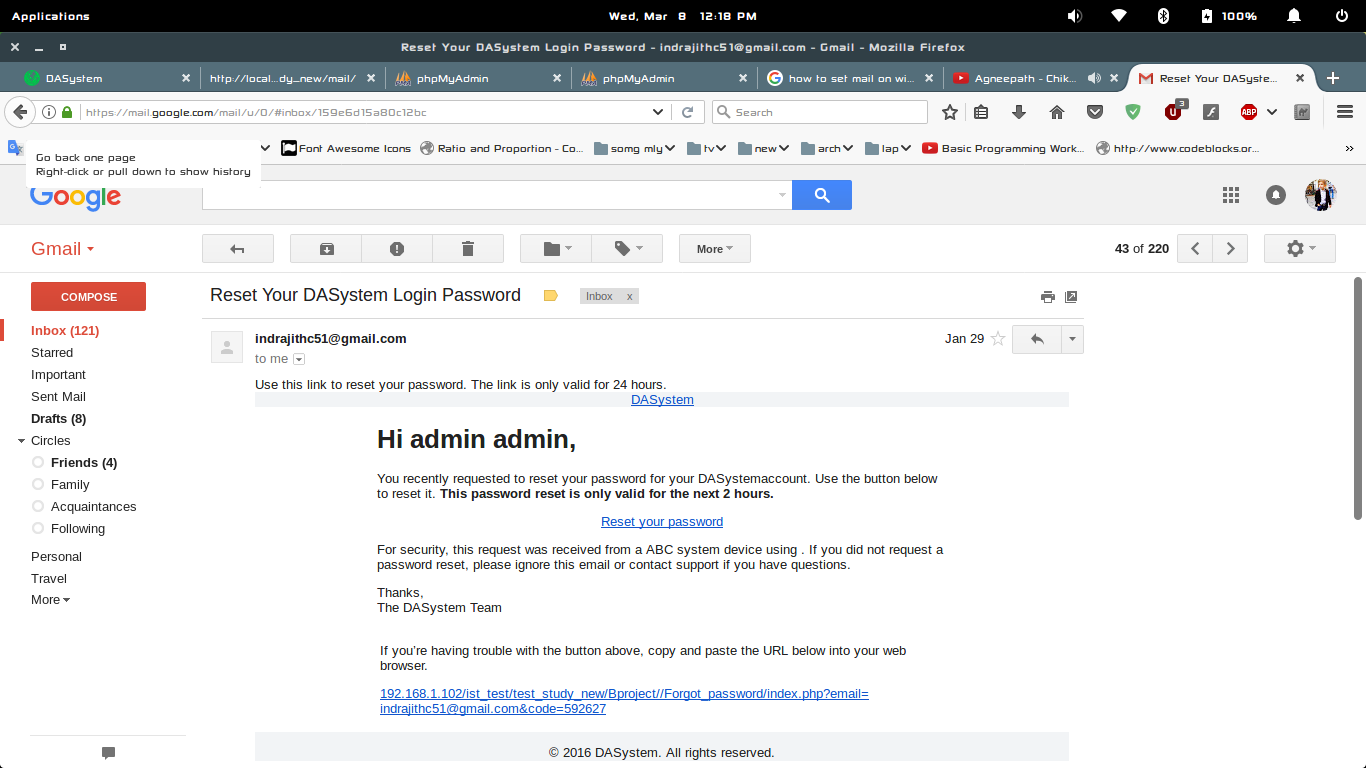 Applications
Wed, Mar 8 12:18 PM
100%
Reset Your DASystem Login Password - indrajithc51@gmail.com - Gmail - Mozilla Firefox
DASystem
http://local...dy_new/mail/
phpMyAdmin
phpMyAdmin
how to set mail on wi...
Agneepath - Chik...
Reset Your DASyste...
https://mail.google.com/mail/u/0/#inbox/159e6d15a80c12bc
Search
3
ABP
Go back one page
Right-click or pull down to show history
Font Awesome Icons
Ratio and Proportion - Co...
somg mly
tv
new
arch
lap
Basic Programming Work...
http://www.codeblocks.or...
Google
Gmail
More
43 of 220
COMPOSE
Reset Your DASystem Login Password
Inbox x
Inbox (121)
Starred
Important
Sent Mail
Drafts (8)
Circles
Friends (4)
Family
Acquaintances
Following
Personal
Travel
More
indrajithc51@gmail.com
Jan 29
to me
Use this link to reset your password. The link is only valid for 24 hours.
DASystem
Hi admin admin,
You recently requested to reset your password for your DASystemaccount. Use the button below
to reset it. This password reset is only valid for the next 2 hours.
Reset your password
For security, this request was received from a ABC system device using . If you did not request a
password reset, please ignore this email or contact support if you have questions.
Thanks,
The DASystem Team
If you're having trouble with the button above, copy and paste the URL below into your web
browser.
192.168.1.102/ist_test/test_study_new/Bproject//Forgot_password/index.php?email=
indrajithc51@gmail.com&code=592627
© 2016 DASystem. All rights reserved.